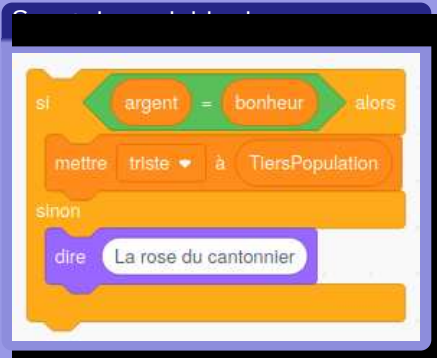 si argent = bonheur alors
mettre triste à TiersPopulation
sinon
dire La rose du cantonnier